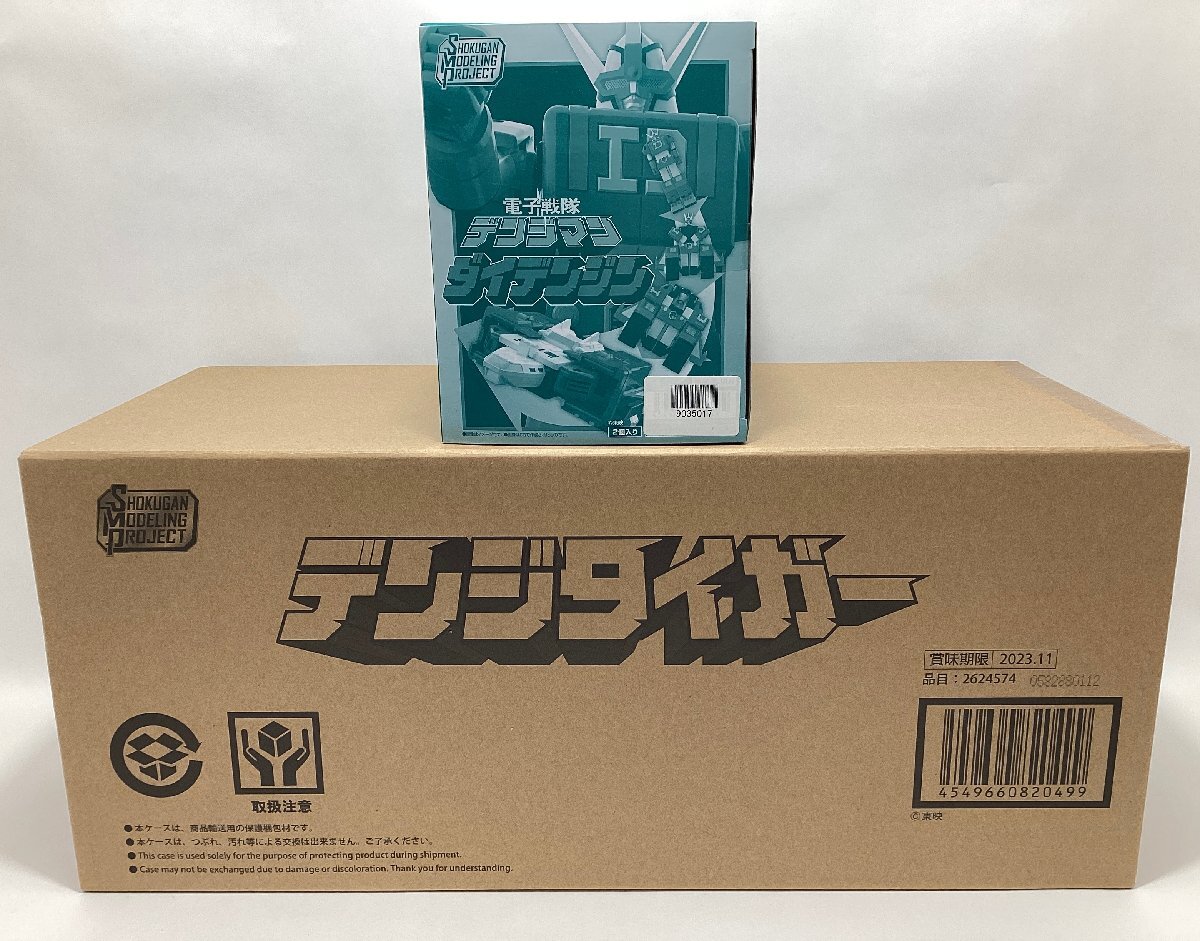 SHOKUGAN
MODELING
PROJECT
電子戦隊
デンジマン
ダイデンジン
9035017
2個入り
SHOKUGAN
MODELING
PROJECT
デンジタイガー
賞味期限 2023.11
品目：2624574 0532880112
4549660820499
©東映
取扱注意
●本ケースは、商品輸送用の保護梱包材です。
●本ケースは、つぶれ、汚れ等による交換は出来ません。ご了承ください。
●This case is used solely for the purpose of protecting product during shipment.
●Case may not be exchanged due to damage or discoloration. Thank you for understanding.